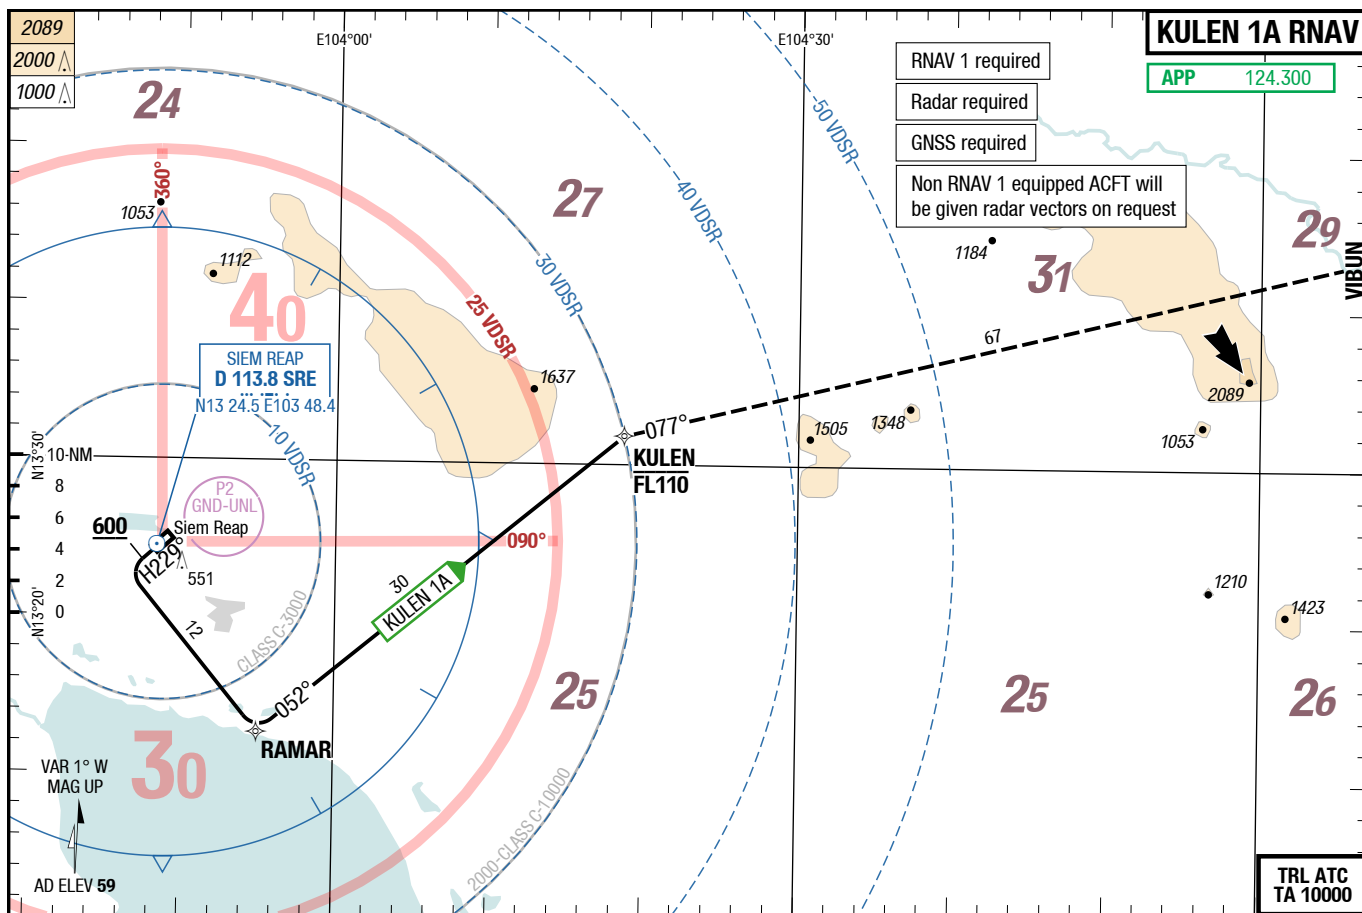 2089
2000
1000
E104°00'
E104°30'
KULEN 1A RNAV
APP 124.300
RNAV 1 required
Radar required
GNSS required
Non RNAV 1 equipped ACFT will
be given radar vectors on request
24
27
29
31
360°
1053
1112
40
25 VDSR
30 VDSR
40 VDSR
50 VDSR
1184
VIBUN
67
SIEM REAP
D 113.8 SRE
N13 24.5 E103 48.4
1637
2089
1505
1348
1053
077°
KULEN
FL110
N13°30'
10-NM
8
6
4
2
0
N13°20'
10 VDSR
P2
GND-UNL
600
Siem Reap
H229°
551
090°
30
KULEN 1A
1210
1423
12
CLASS C-3000
052°
RAMAR
25
25
26
30
VAR 1° W
MAG UP
2000-CLASS C-10000
AD ELEV 59
TRL ATC
TA 10000